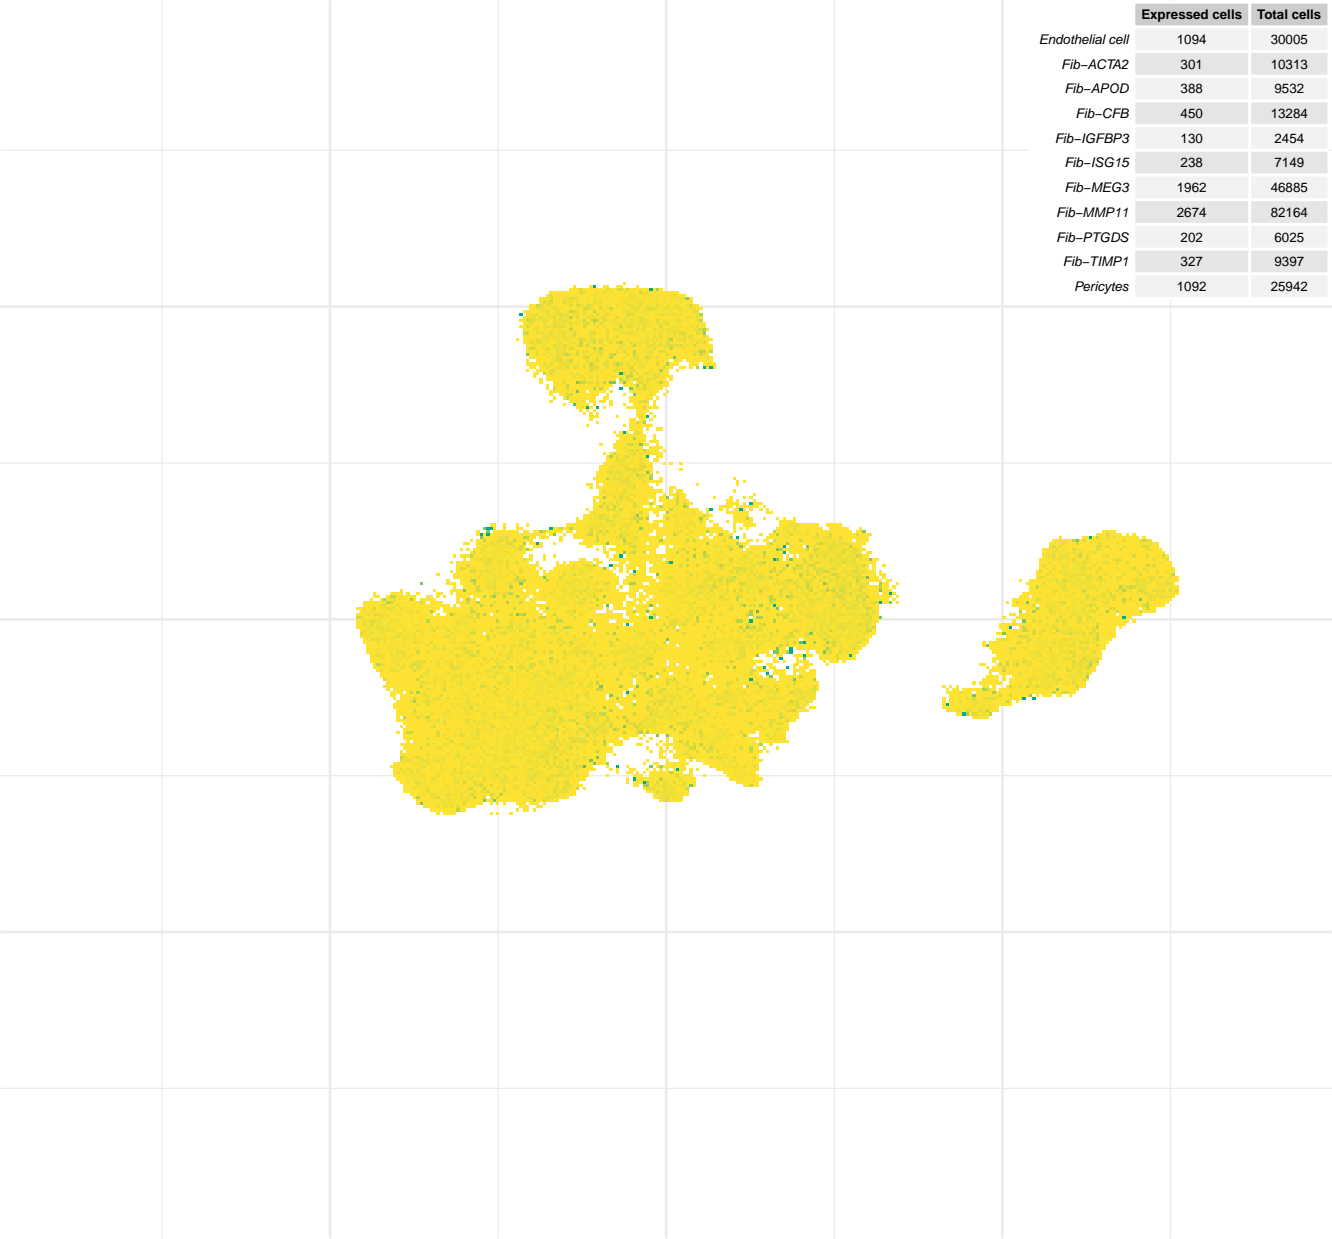 Expressed cells Total cells
Endothelial cell 1094 30005
Fib−ACTA2 301 10313
Fib−APOD 388 9532
Fib−CFB 450 13284
Fib−IGFBP3 130 2454
Fib−ISG15 238 7149
Fib−MEG3 1962 46885
Fib−MMP11 2674 82164
Fib−PTGDS 202 6025
Fib−TIMP1 327 9397
Pericytes 1092 25942